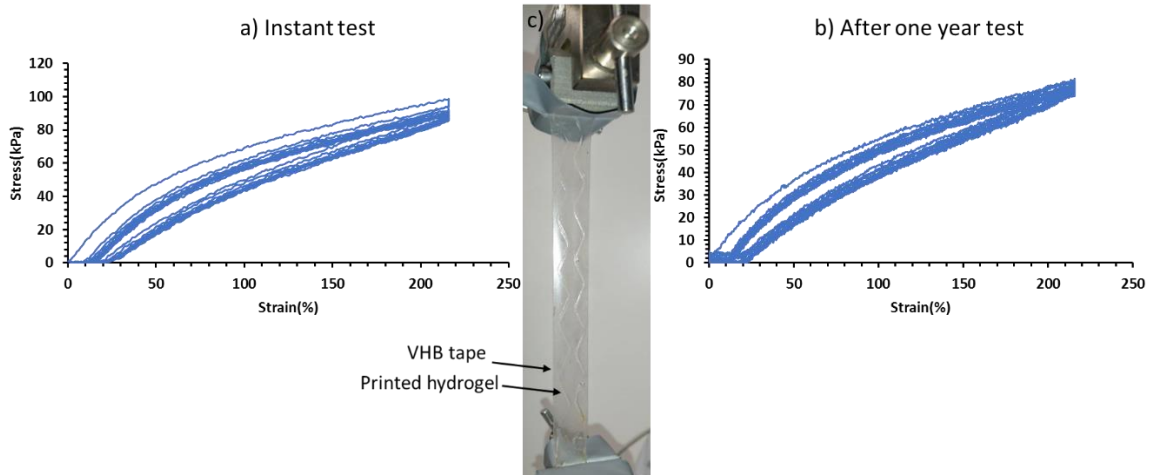 a) Instant test
120
100
80
60
40
20
0
Stress(kPa)
0 50 100 150 200 250
Strain(%)
c)
VHB tape
Printed hydrogel
b) After one year test
90
80
70
60
50
40
30
20
10
0
Stress(kPa)
0 50 100 150 200 250
Strain(%)